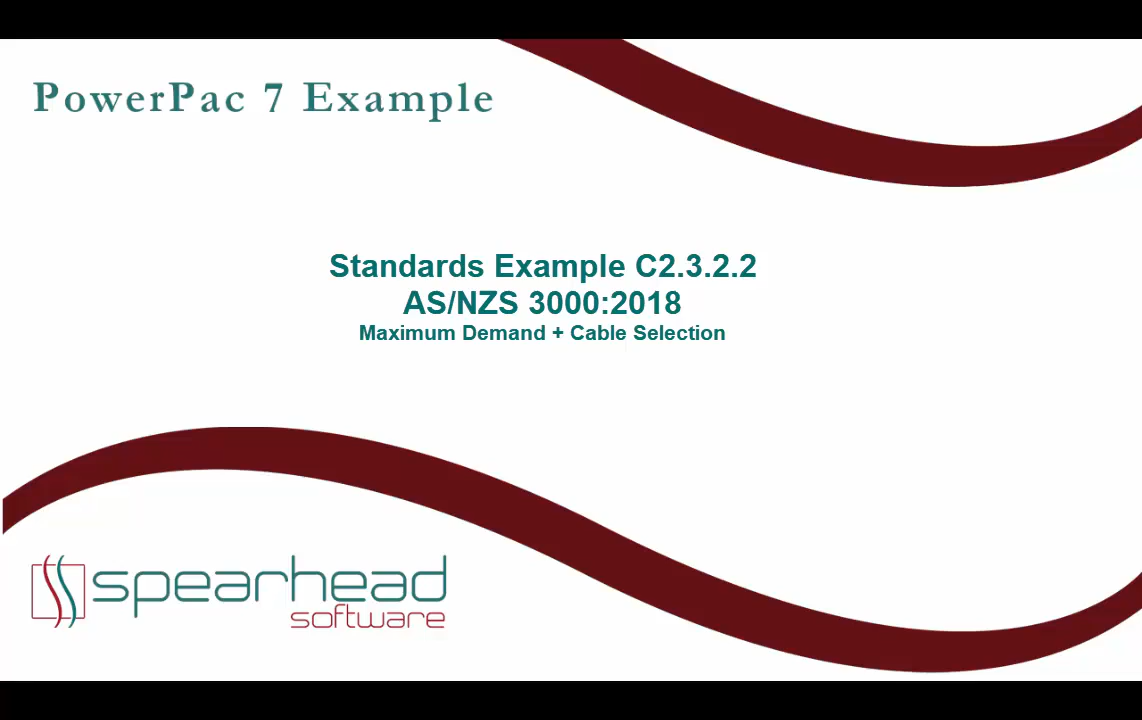 PowerPac 7 Example
Standards Example C2.3.2.2
AS/NZS 3000:2018
Maximum Demand + Cable Selection
spearhead
software